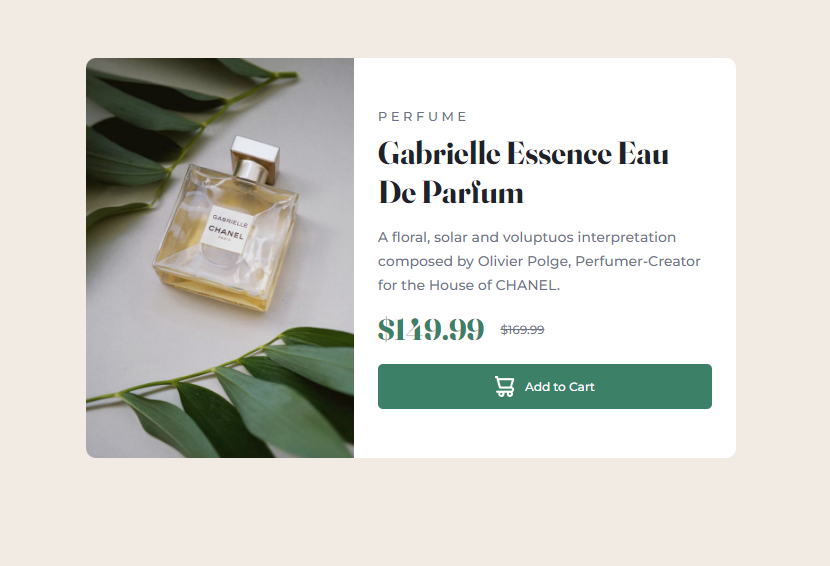 GABRIELLE
CHANEL
PARIS
PERFUME
Gabrielle Essence Eau
De Parfum
A floral, solar and voluptuos interpretation
composed by Olivier Polge, Perfumer-Creator
for the House of CHANEL.
$149.99 $169.99
Add to Cart